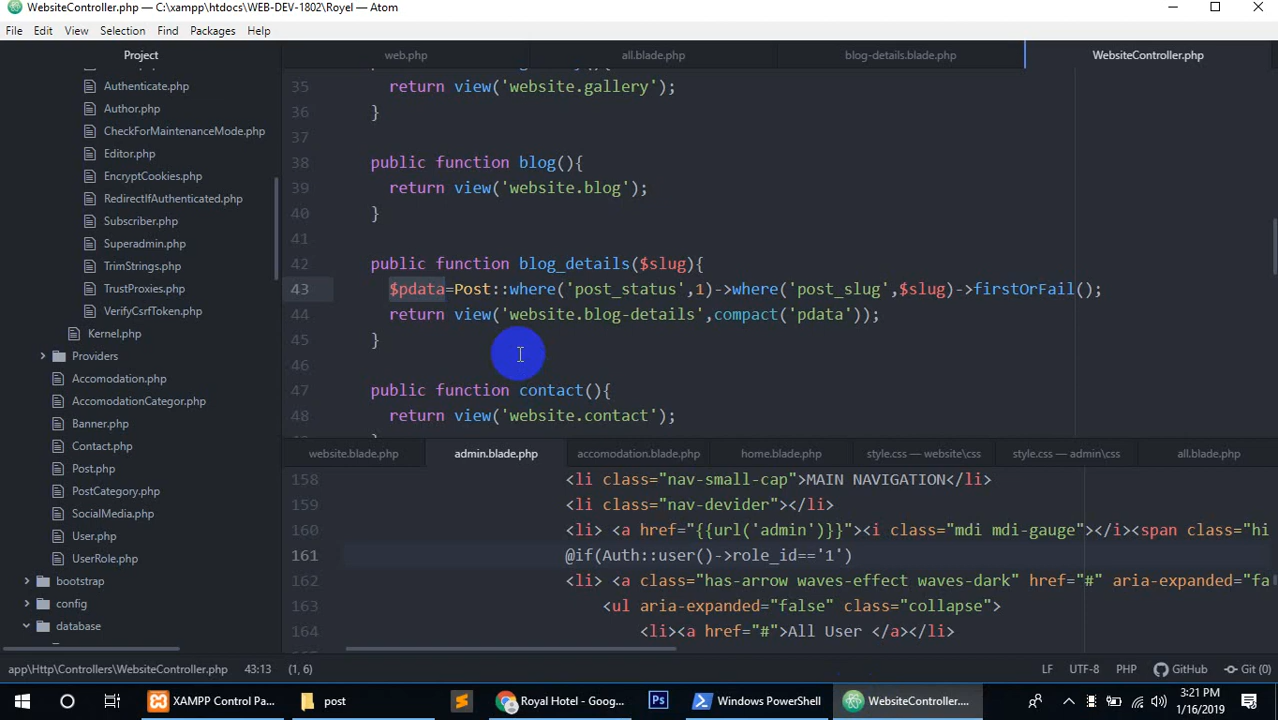 WebsiteController.php — C:\xampp\htdocs\WEB-DEV-1802\Royel — Atom
File Edit View Selection Find Packages Help
Project
Authenticate.php
Author.php
CheckForMaintenanceMode.php
Editor.php
EncryptCookies.php
RedirectIfAuthenticated.php
Subscriber.php
Superadmin.php
TrimStrings.php
TrustProxies.php
VerifyCsrfToken.php
Kernel.php
Providers
Accomodation.php
AccomodationCategor.php
Banner.php
Contact.php
Post.php
PostCategory.php
SocialMedia.php
User.php
UserRole.php
bootstrap
config
database
web.php all.blade.php blog-details.blade.php WebsiteController.php
35 return view('website.gallery');
36 }
37
38 public function blog(){
39 return view('website.blog');
40 }
41
42 public function blog_details($slug){
43 $pdata=Post::where('post_status',1)->where('post_slug',$slug)->firstOrFail();
44 return view('website.blog-details',compact('pdata'));
45 }
46
47 public function contact(){
48 return view('website.contact');
website.blade.php admin.blade.php accomodation.blade.php home.blade.php style.css — website\css style.css — admin\css all.blade.php
158 <li class="nav-small-cap">MAIN NAVIGATION</li>
159 <li class="nav-devider"></li>
160 <li> <a href="{{url('admin')}}"><i class="mdi mdi-gauge"></i><span class="hi
161 @if(Auth::user()->role_id=='1')
162 <li> <a class="has-arrow waves-effect waves-dark" href="#" aria-expanded="fa
163 <ul aria-expanded="false" class="collapse">
164 <li><a href="#">All User </a></li>
app\Http\Controllers\WebsiteController.php 43:13 (1, 6) LF UTF-8 PHP GitHub Git (0)
XAMPP Control Pa... post Royal Hotel - Goog... Ps Windows PowerShell WebsiteController.... 3:21 PM
1/16/2019